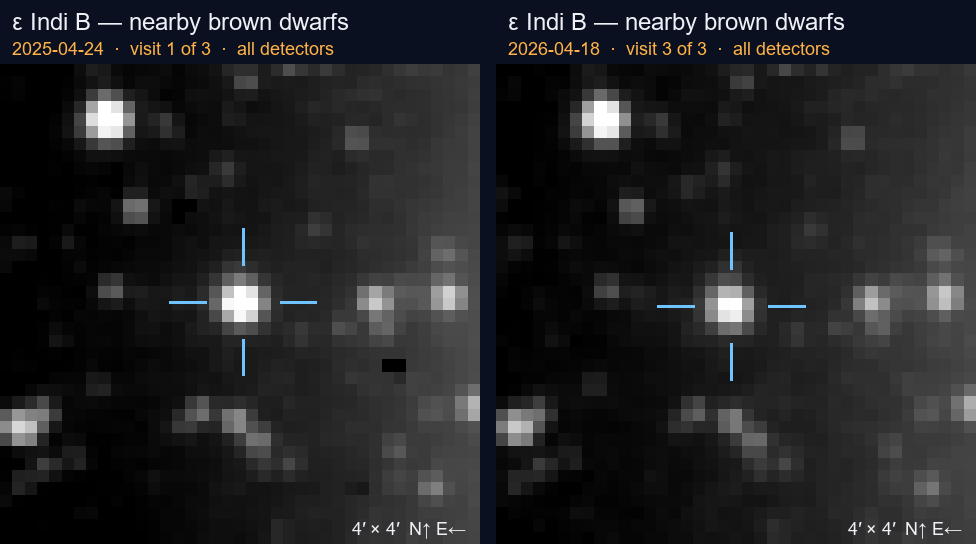 ε Indi B — nearby brown dwarfs
2025-04-24 · visit 1 of 3 · all detectors
4′ × 4′ N↑ E←
ε Indi B — nearby brown dwarfs
2026-04-18 · visit 3 of 3 · all detectors
4′ × 4′ N↑ E←